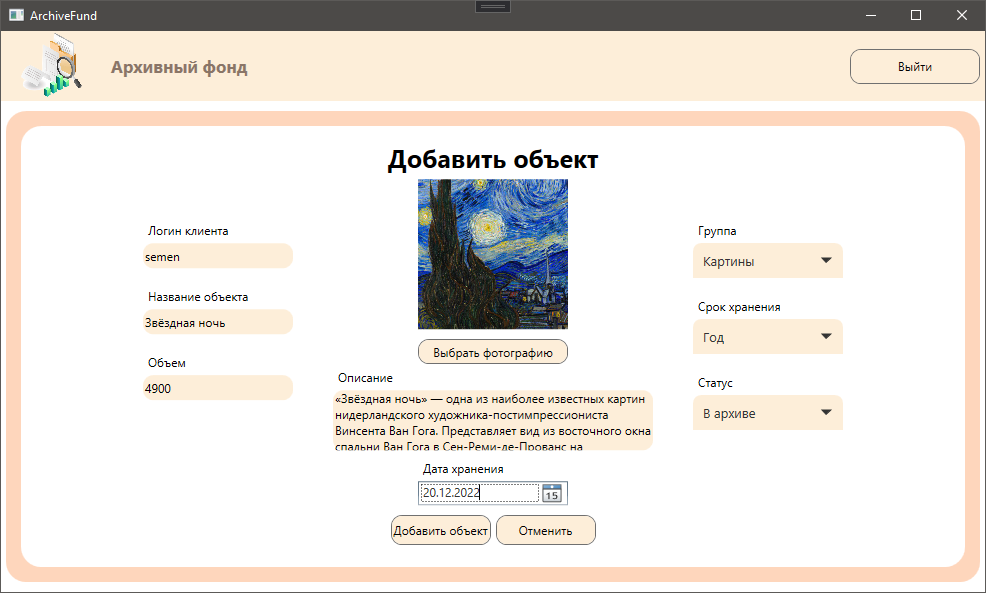 ArchiveFund
Архивный фонд
Выйти
Добавить объект
Логин клиента
semen
Название объекта
Звёздная ночь
Объем
4900
Выбрать фотографию
Описание
«Звёздная ночь» — одна из наиболее известных картин
нидерландского художника-постимпрессиониста
Винсента Ван Гога. Представляет вид из восточного окна
спальни Ван Гога в Сен-Реми-де-Прованс на
Дата хранения
20.12.2022
15
Добавить объект
Отменить
Группа
Картины
Срок хранения
Год
Статус
В архиве